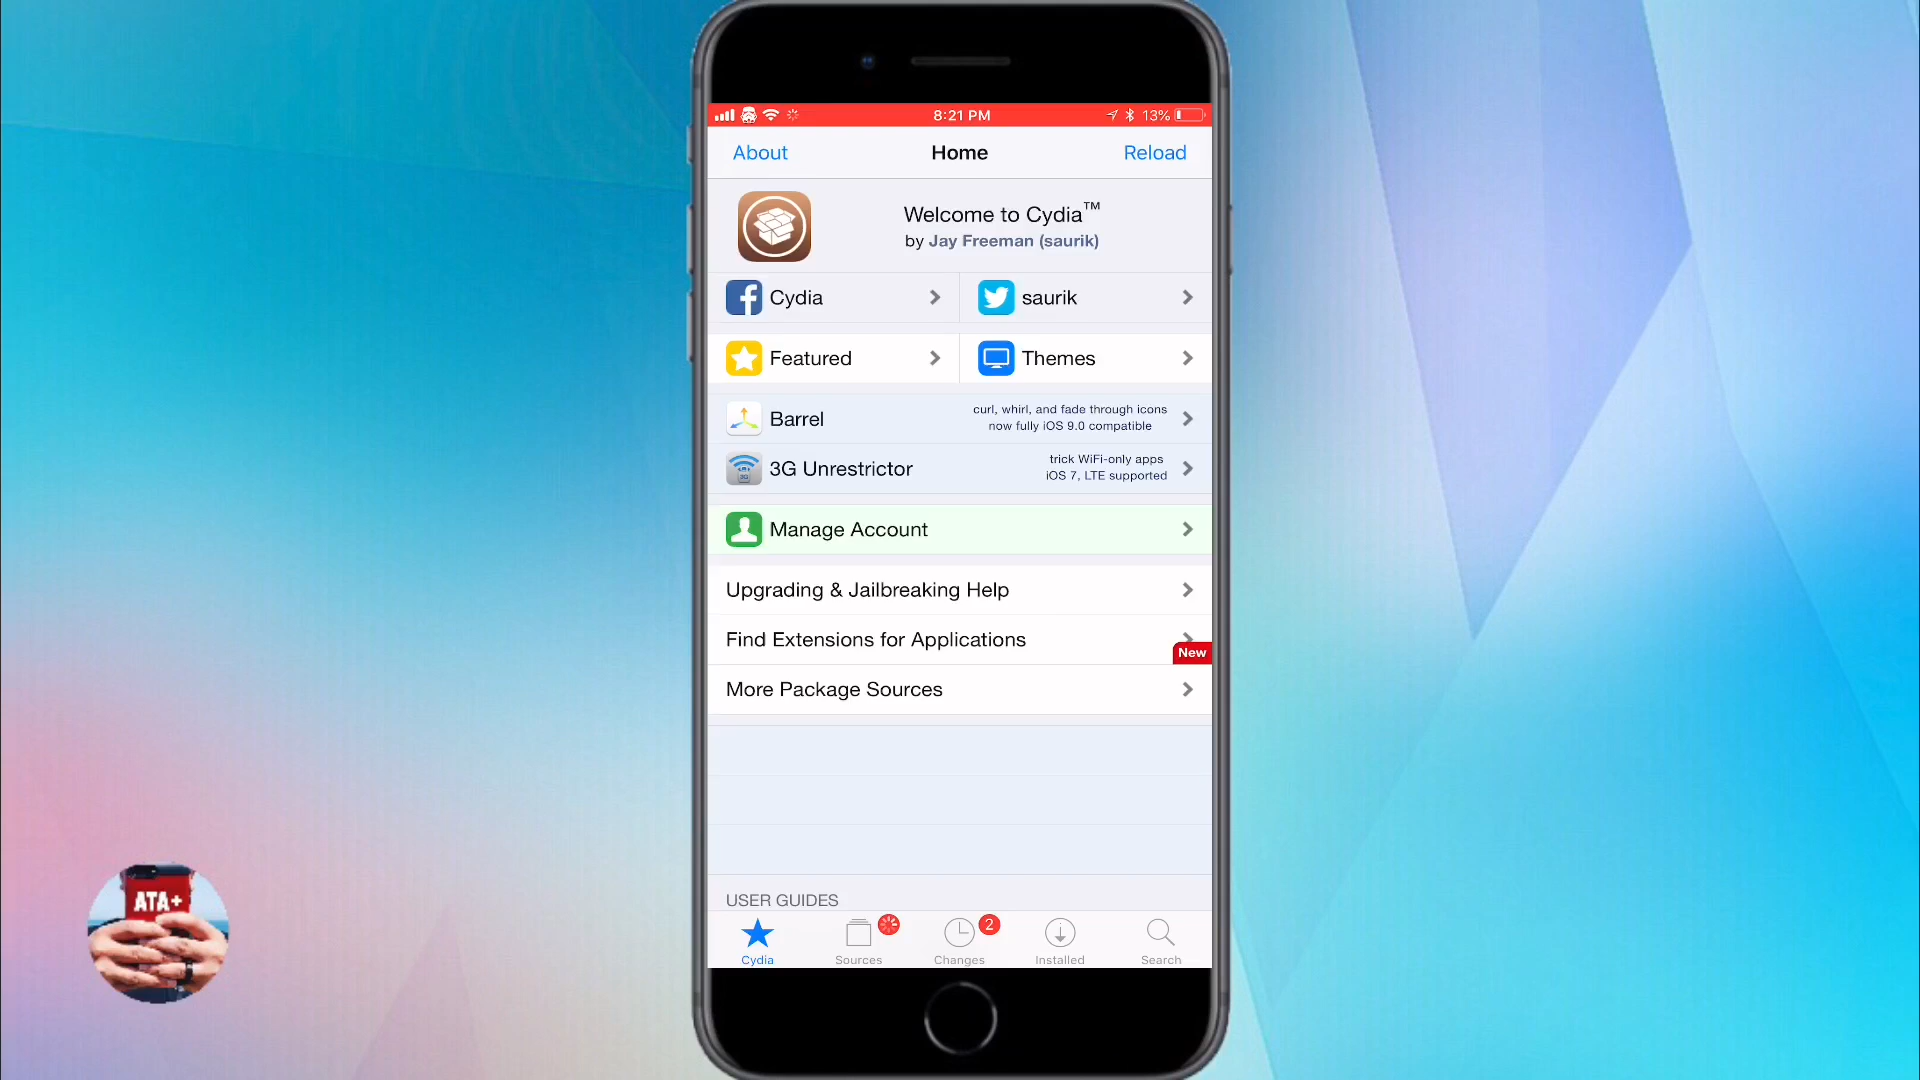 8:21 PM
13%
About
Home
Reload
Welcome to Cydia™
by Jay Freeman (saurik)
Cydia
saurik
Featured
Themes
Barrel
curl, whirl, and fade through icons
now fully iOS 9.0 compatible
3G Unrestrictor
trick WiFi-only apps
iOS 7, LTE supported
Manage Account
Upgrading & Jailbreaking Help
Find Extensions for Applications
New
More Package Sources
USER GUIDES
2
Cydia
Sources
Changes
Installed
Search
ATA+